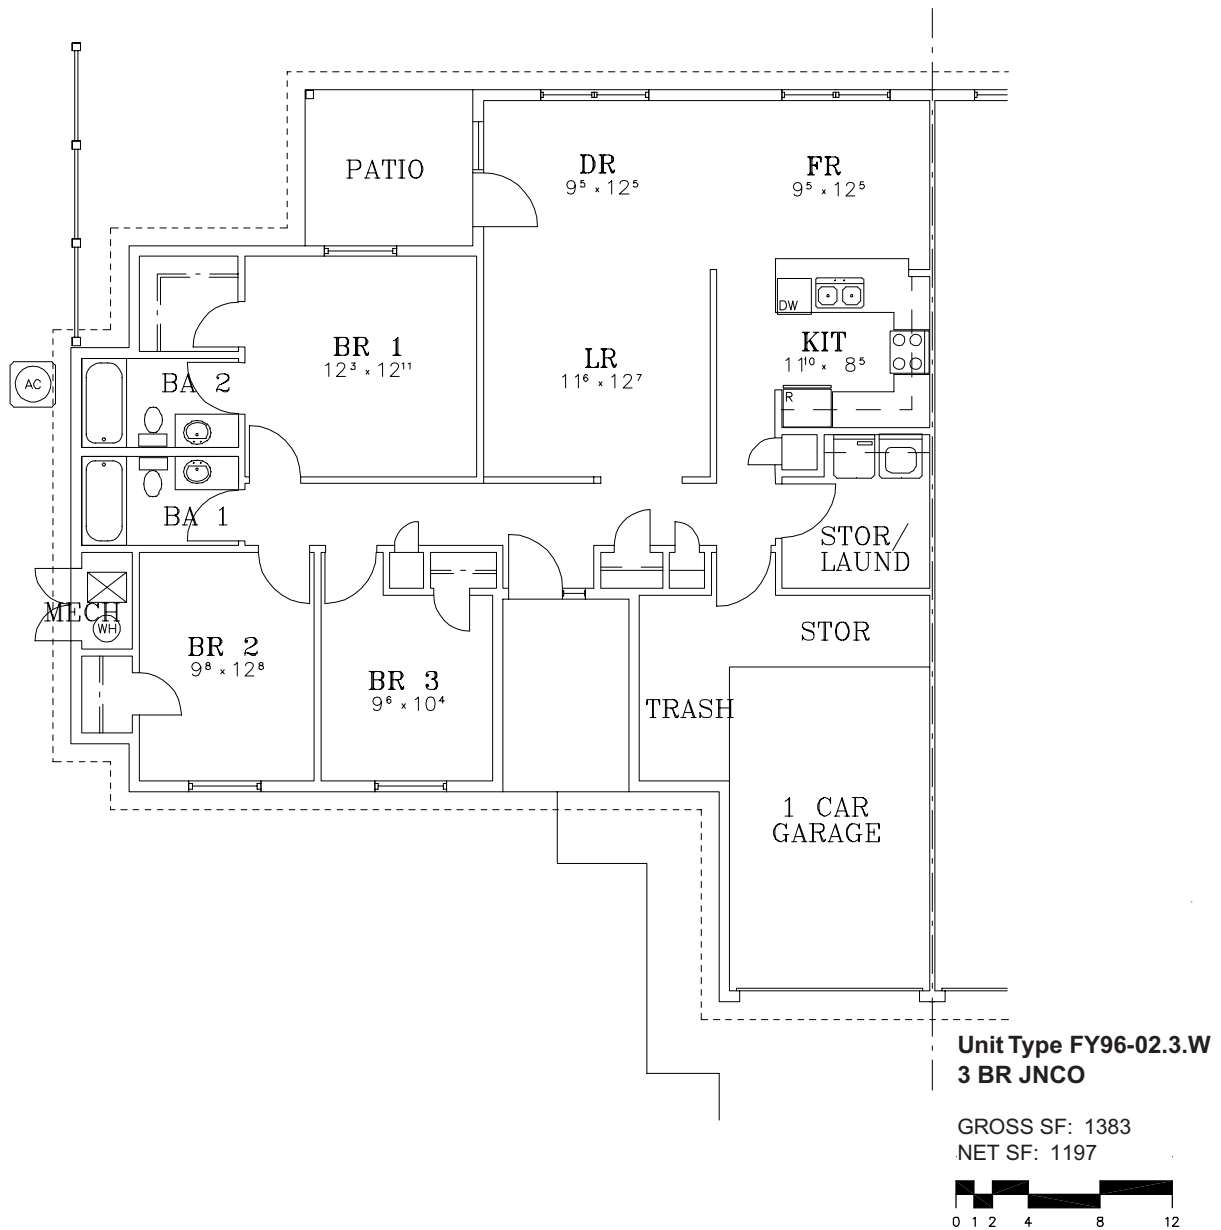 PATIO
DR
9⁵ x 12⁵
FR
9⁵ x 12⁵
DW
BR 1
12³ x 12¹¹
LR
11⁶ x 12⁷
KIT
11¹⁰ x 8⁵
R
AC
BA 2
BA 1
STOR/
LAUND
MECH
WH
BR 2
9⁸ x 12⁸
BR 3
9⁶ x 10⁴
STOR
TRASH
1 CAR
GARAGE
Unit Type FY96-02.3.W
3 BR JNCO
GROSS SF: 1383
NET SF: 1197
0 1 2 4 8 12